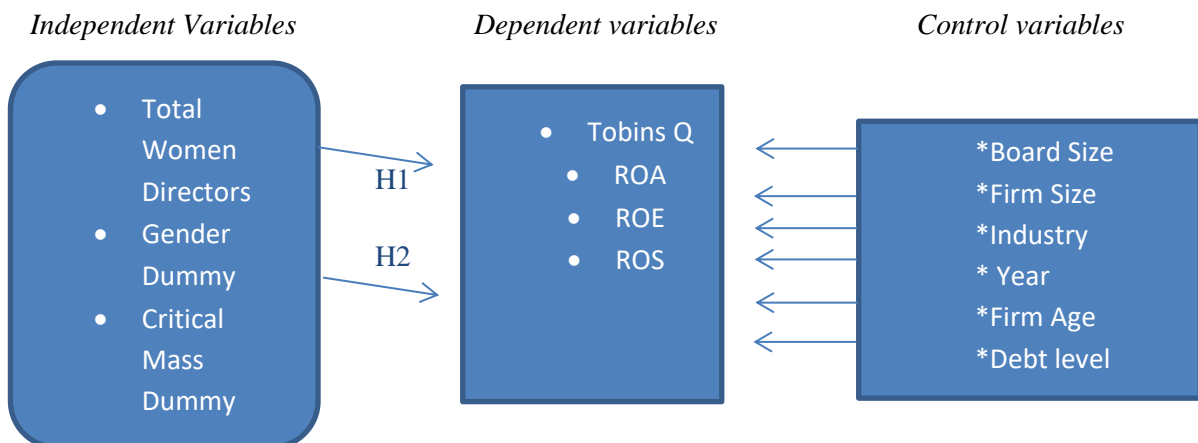 Independent Variables
Dependent variables
Control variables
• Total
Women
Directors
• Gender
Dummy
• Critical
Mass
Dummy
H1
H2
• Tobins Q
• ROA
• ROE
• ROS
*Board Size
*Firm Size
*Industry
* Year
*Firm Age
*Debt level